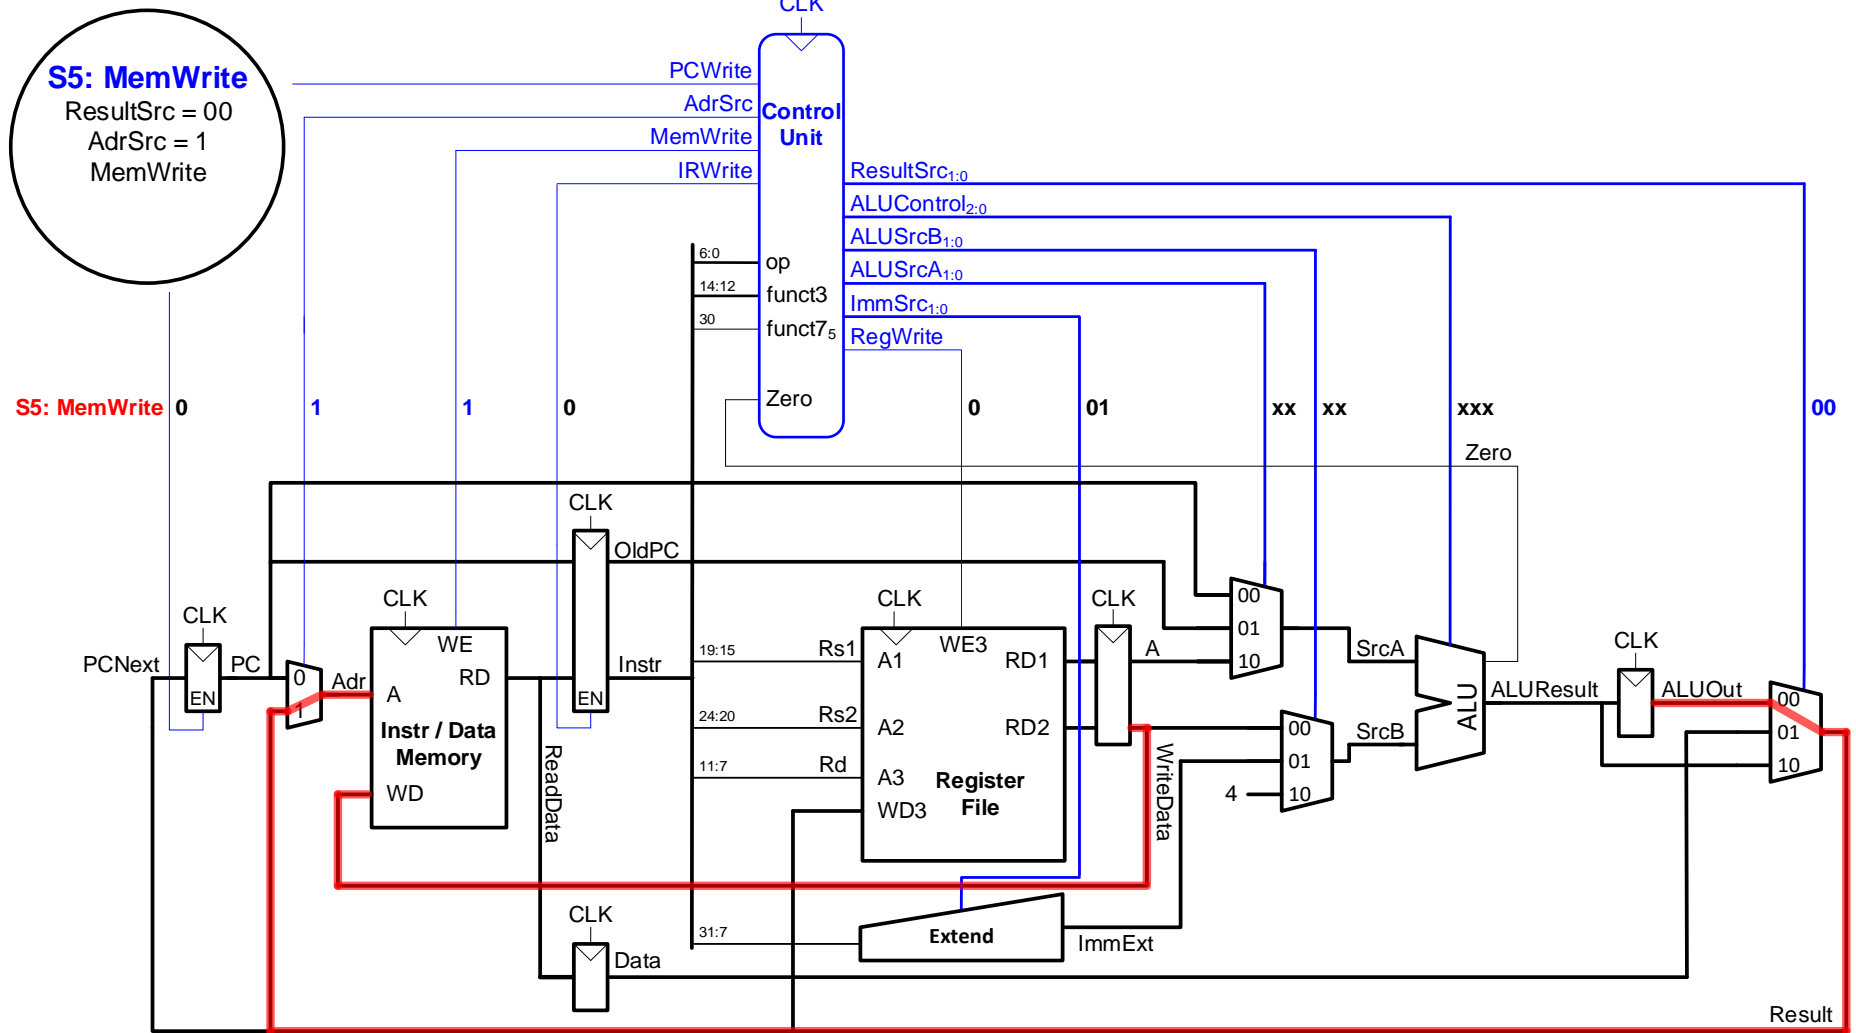 CLK
S5: MemWrite
ResultSrc = 00
AdrSrc = 1
MemWrite
PCWrite
AdrSrc
MemWrite
IRWrite
Control
Unit
ResultSrc1:0
ALUControl2:0
ALUSrcB1:0
ALUSrcA1:0
ImmSrc1:0
RegWrite
6:0 op
14:12 funct3
30 funct75
Zero
S5: MemWrite 0 1 1 0 0 01 xx xx xxx 00
Zero
CLK
OldPC
CLK CLK CLK CLK CLK
PCNext PC EN
0 1 Adr
WE
A RD
Instr / Data
Memory
WD
EN
Instr
ReadData
19:15 Rs1 A1
24:20 Rs2 A2
11:7 Rd A3
WD3
WE3
RD1
RD2
Register
File
A
WriteData
00
01
10
SrcA
00
01
4 10
SrcB
ALU
ALUResult
ALUOut
00
01
10
CLK
Data
31:7
Extend
ImmExt
Result